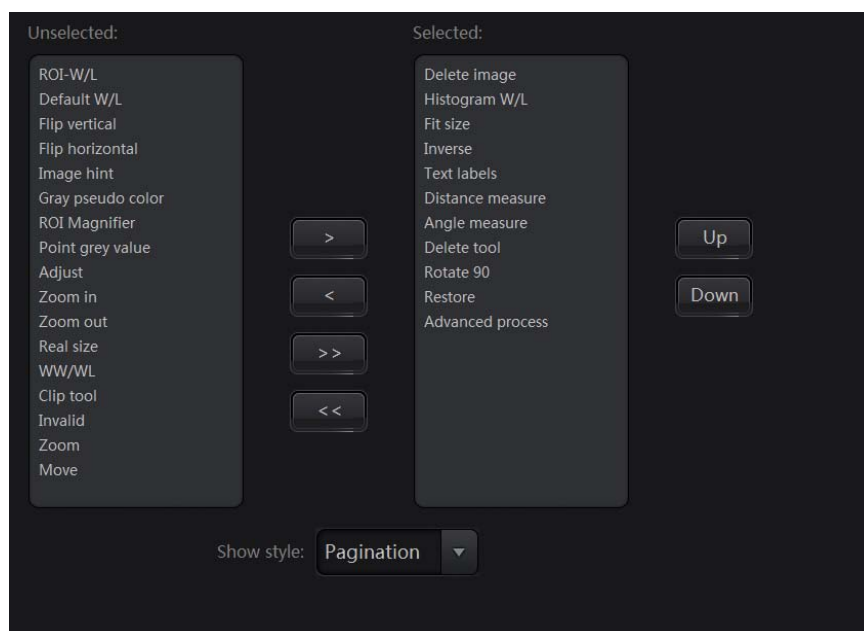 Unselected:
ROI-W/L
Default W/L
Flip vertical
Flip horizontal
Image hint
Gray pseudo color
ROI Magnifier
Point grey value
Adjust
Zoom in
Zoom out
Real size
WW/WL
Clip tool
Invalid
Zoom
Move
>
<
>>
<<
Selected:
Delete image
Histogram W/L
Fit size
Inverse
Text labels
Distance measure
Angle measure
Delete tool
Rotate 90
Restore
Advanced process
Up
Down
Show style: Pagination